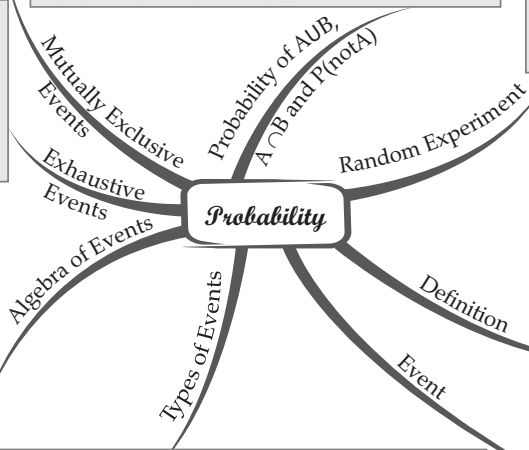 Probability of AUB,
A∩B and P(notA)
Mutually Exclusive
Events
Random Experiment
Exhaustive
Events
Probability
Algebra of Events
Types of Events
Definition
Event